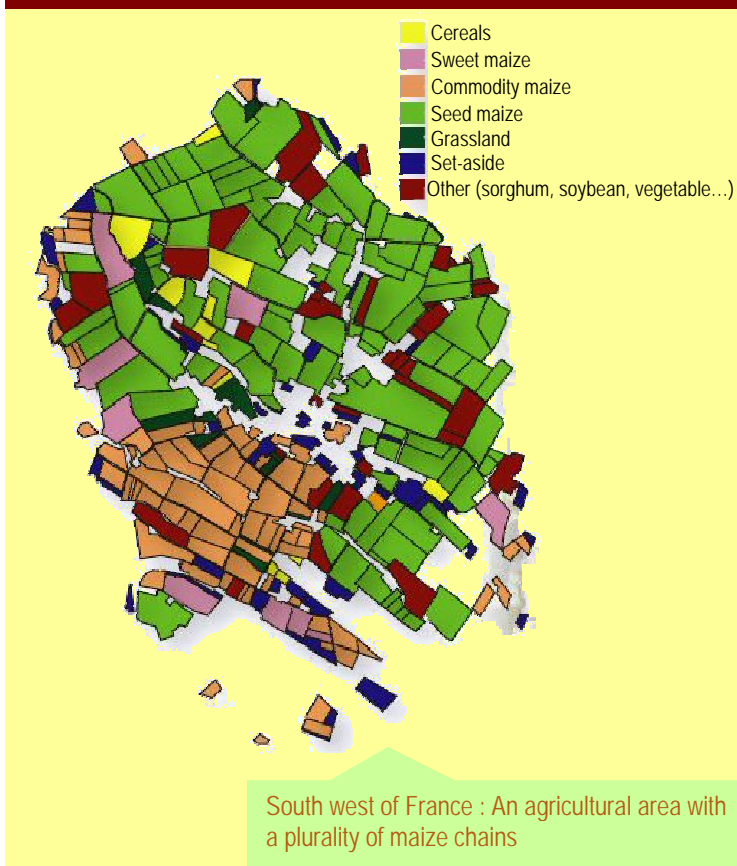 Cereals
Sweet maize
Commodity maize
Seed maize
Grassland
Set-aside
Other (sorghum, soybean, vegetable…)
South west of France : An agricultural area with
a plurality of maize chains